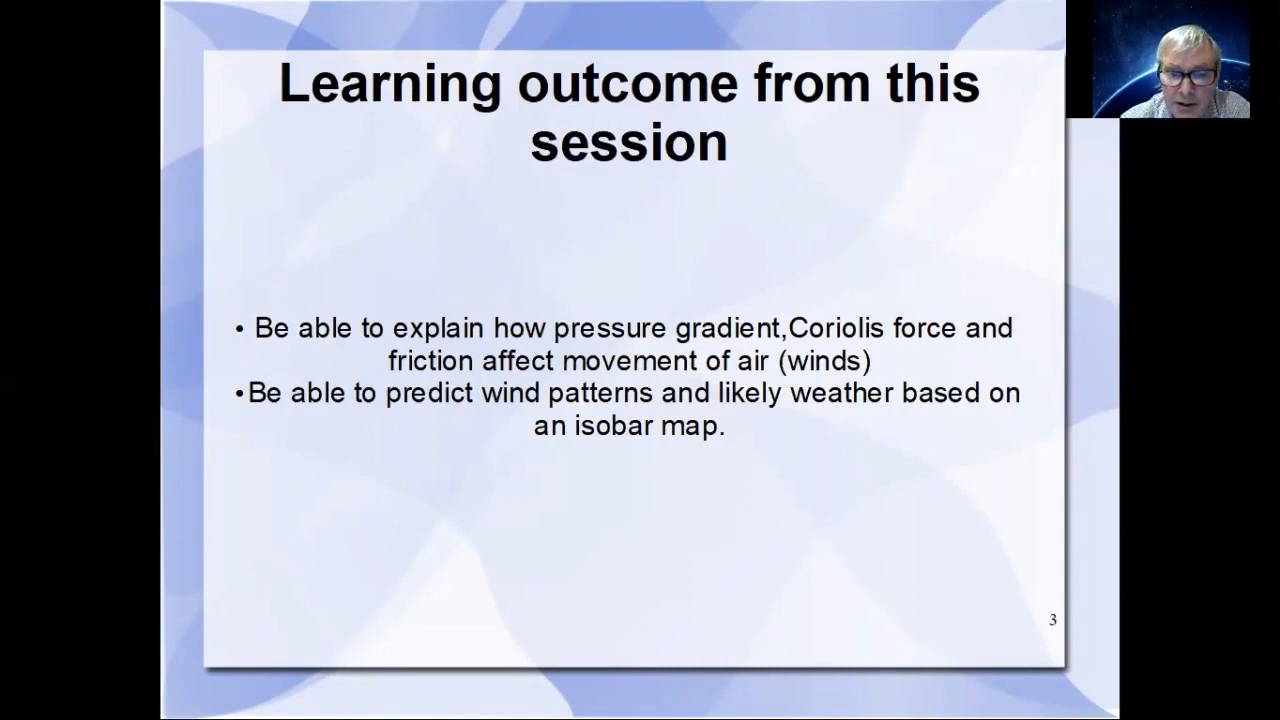 Learning outcome from this
session
• Be able to explain how pressure gradient,Coriolis force and
friction affect movement of air (winds)
•Be able to predict wind patterns and likely weather based on
an isobar map.
3